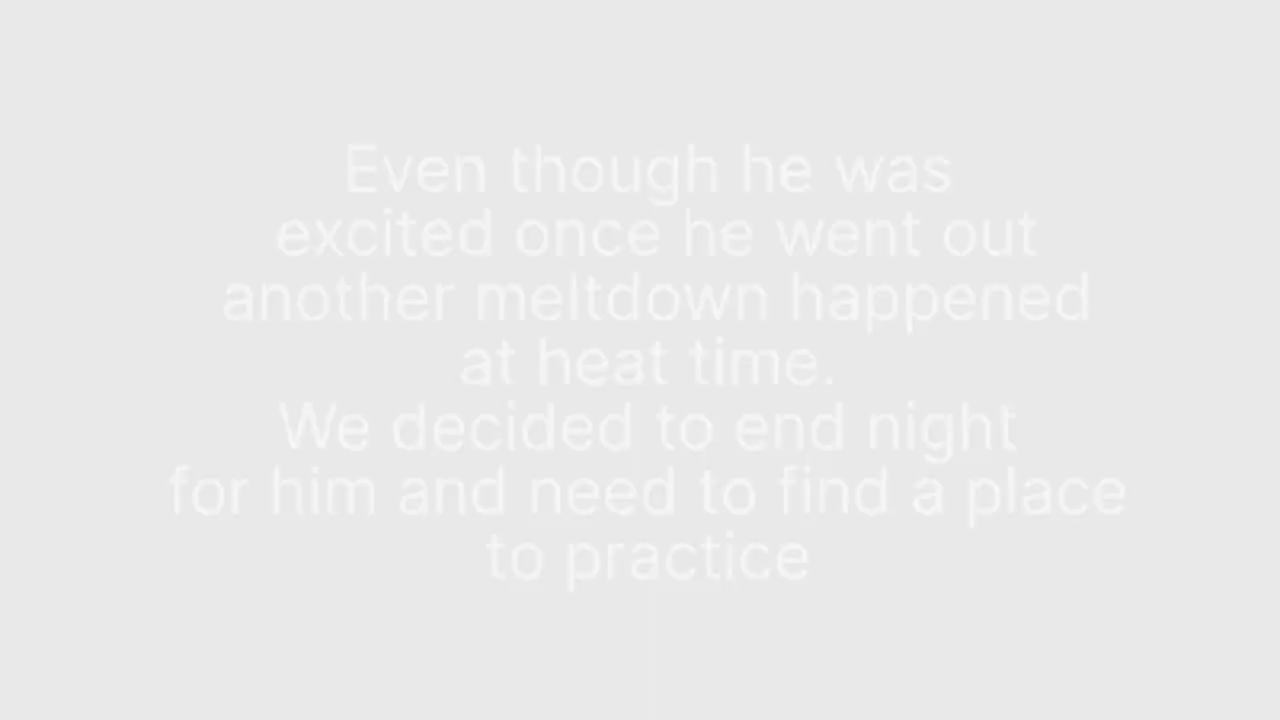 Even though he was
excited once he went out
another meltdown happened
at heat time.
We decided to end night
for him and need to find a place
to practice